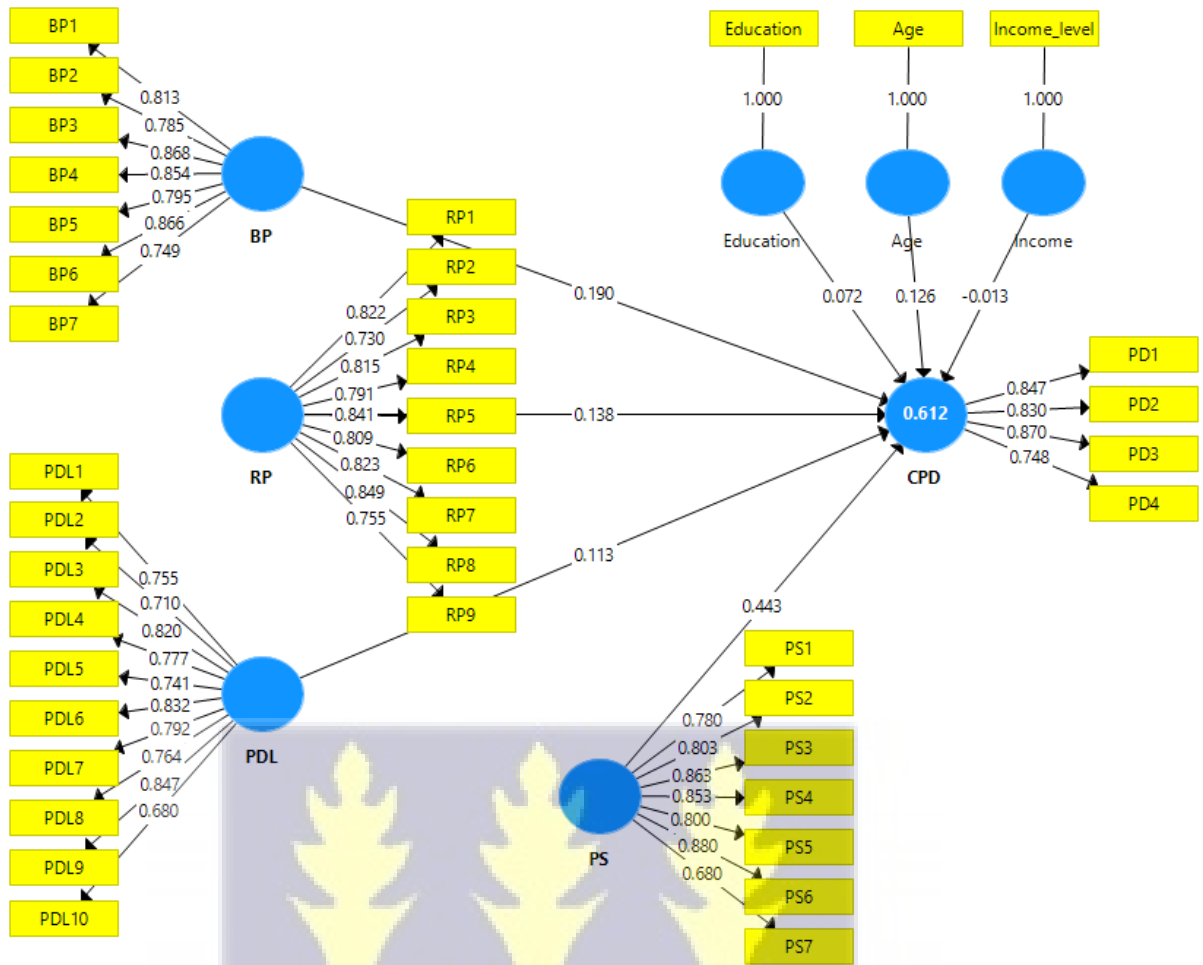 BP1
BP2
BP3
BP4
BP5
BP6
BP7
0.813
0.785
0.868
0.854
0.795
0.866
0.749
BP
RP1
RP2
RP3
RP4
RP5
RP6
RP7
RP8
RP9
0.822
0.730
0.815
0.791
0.841
0.809
0.823
0.849
0.755
RP
PDL1
PDL2
PDL3
PDL4
PDL5
PDL6
PDL7
PDL8
PDL9
PDL10
0.755
0.710
0.820
0.777
0.741
0.832
0.792
0.764
0.847
0.680
PDL
Education Age Income_level
1.000 1.000 1.000
Education Age Income
0.072 0.126 -0.013
0.190
0.138
0.113
0.443
0.612
CPD
0.847
0.830
0.870
0.748
PD1
PD2
PD3
PD4
PS1
PS2
PS3
PS4
PS5
PS6
PS7
0.780
0.803
0.863
0.853
0.800
0.880
0.680
PS